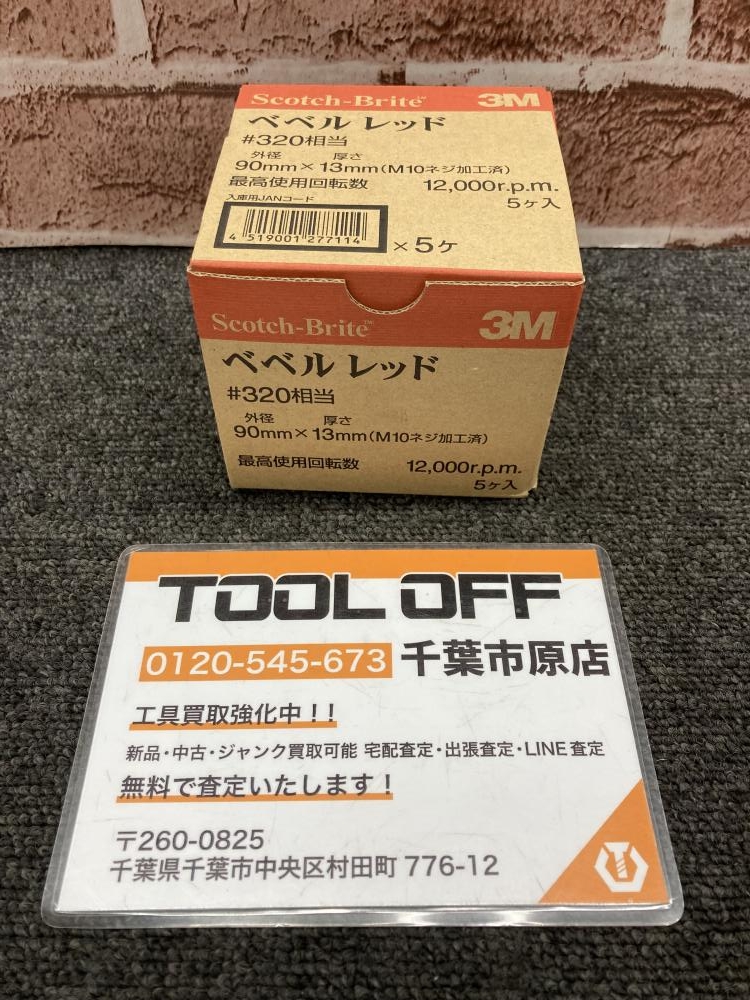 Scotch-Brite™ 3M
ベベル レッド
#320相当
外径 厚さ
90mm×13mm(M10ネジ加工済)
最高使用回転数 12,000r.p.m.
5ヶ入
入庫用JANコード
4 519001 277114
×5ケ
Scotch-Brite™ 3M
ベベル レッド
#320相当
外径 厚さ
90mm×13mm(M10ネジ加工済)
最高使用回転数 12,000r.p.m.
5ヶ入
TOOL OFF
0120-545-673 千葉市原店
工具買取強化中!!
新品・中古・ジャンク買取可能 宅配査定・出張査定・LINE査定
無料で査定いたします!
〒260-0825
千葉県千葉市中央区村田町 776-12